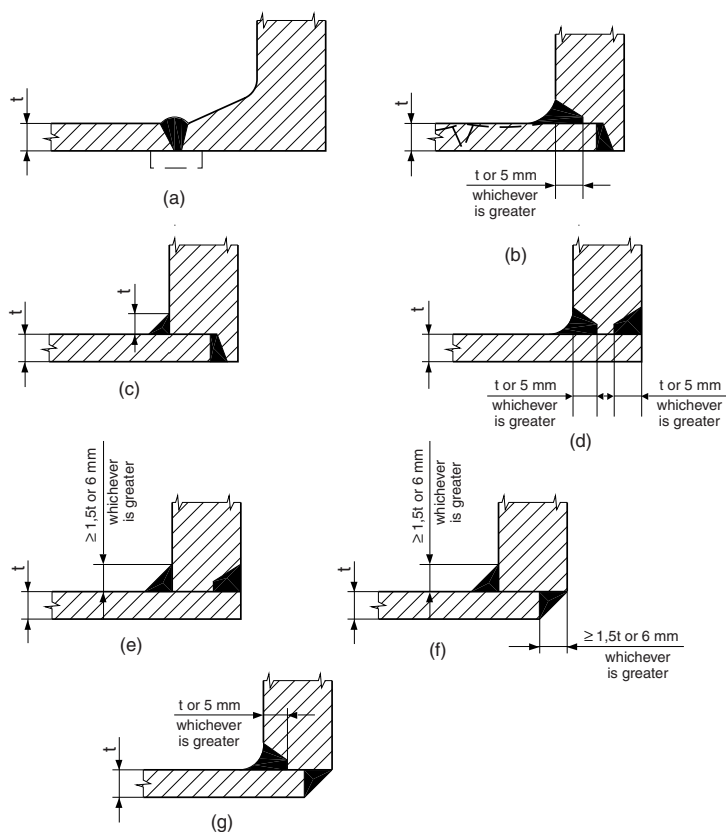 t
(a)
t
t or 5 mm
whichever
is greater
(b)
t
t
(c)
t
t or 5 mm
whichever
is greater
t or 5 mm
whichever
is greater
(d)
≥ 1,5t or 6 mm
whichever
is greater
t
(e)
≥ 1,5t or 6 mm
whichever
is greater
t
(f)
≥ 1,5t or 6 mm
whichever
is greater
t or 5 mm
whichever
is greater
t
(g)